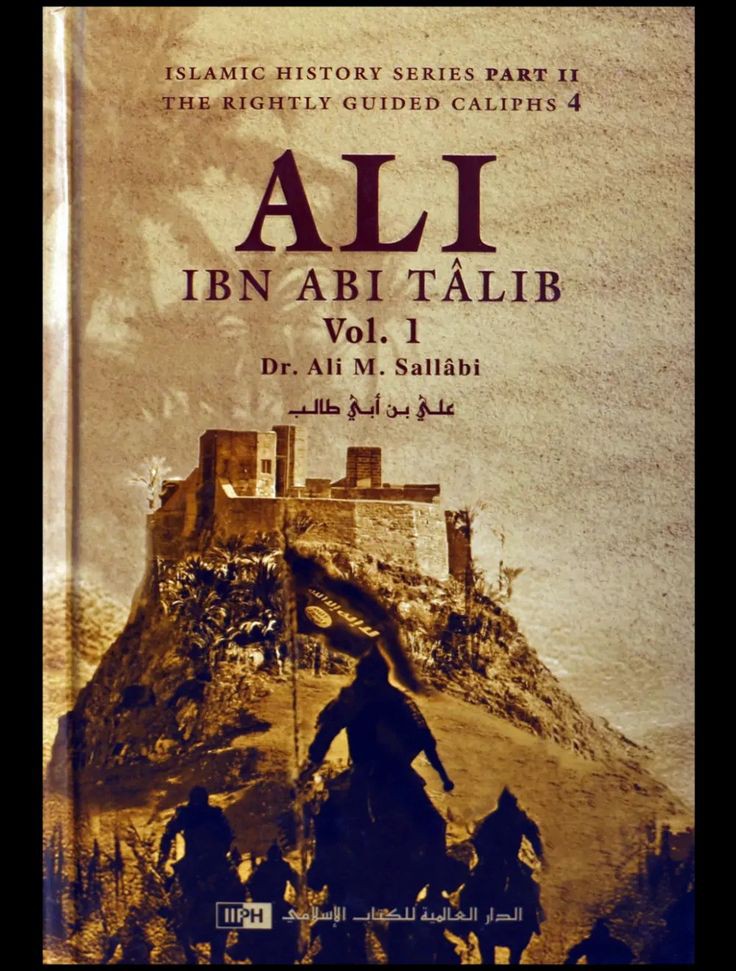 ISLAMIC HISTORY SERIES PART II
THE RIGHTLY GUIDED CALIPHS 4
ALI
IBN ABI TÂLIB
Vol. 1
Dr. Ali M. Sallâbi
علي بن أبي طالب
IIPH الدار العالمية للكتاب الإسلامي